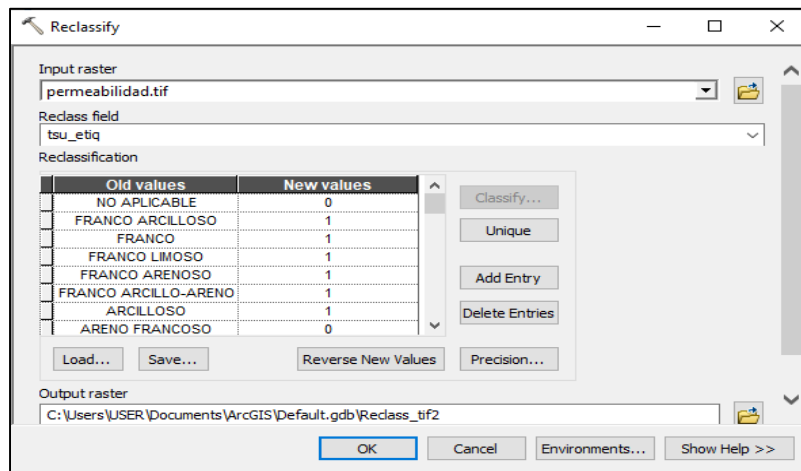 Reclassify
Input raster
permeabilidad.tif
Reclass field
tsu_etiq
Reclassification
Old values New values
NO APLICABLE 0
FRANCO ARCILLOSO 1
FRANCO 1
FRANCO LIMOSO 1
FRANCO ARENOSO 1
FRANCO ARCILLO-ARENO 1
ARCILLOSO 1
ARENO FRANCOSO 0
Classify...
Unique
Add Entry
Delete Entries
Load... Save... Reverse New Values Precision...
Output raster
C:\Users\USER\Documents\ArcGIS\Default.gdb\Reclass_tif2
OK Cancel Environments... Show Help >>